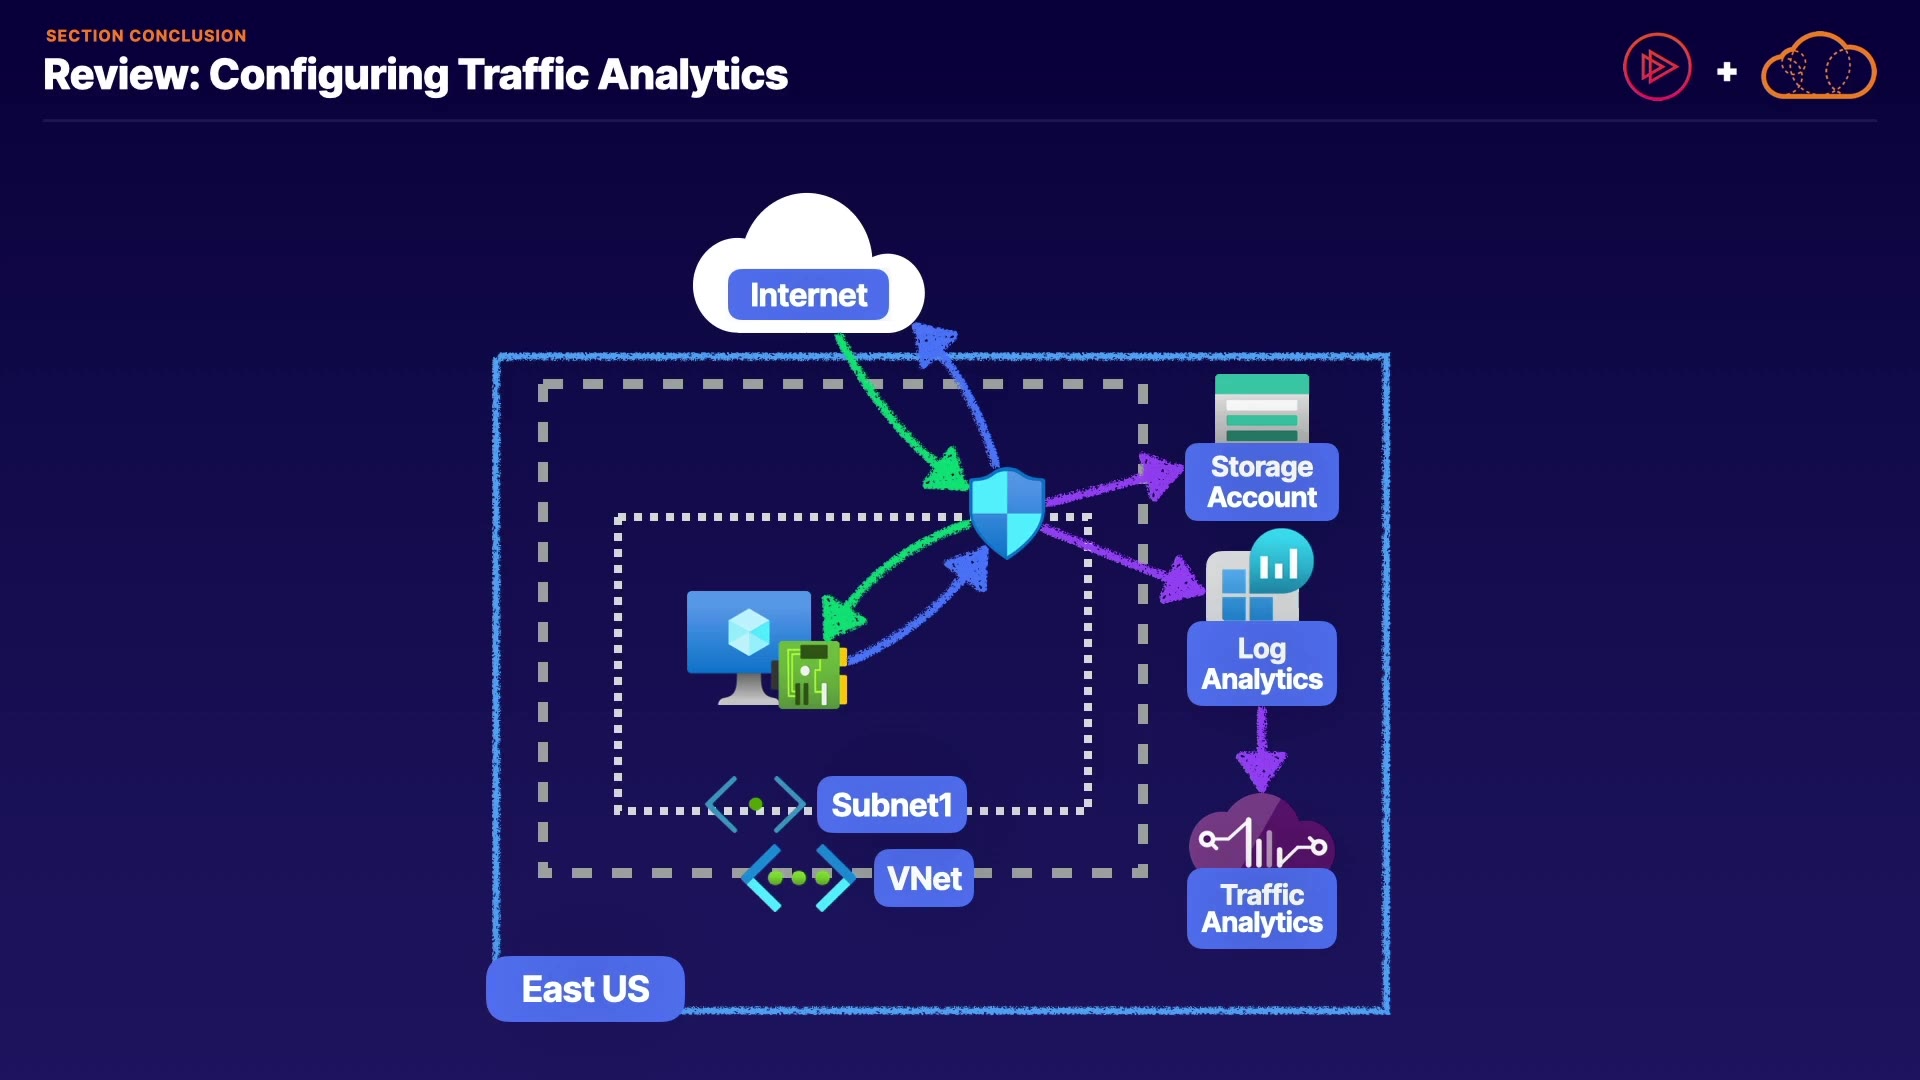 SECTION CONCLUSION
Review: Configuring Traffic Analytics
Internet
Storage
Account
Log
Analytics
Subnet1
VNet
Traffic
Analytics
East US